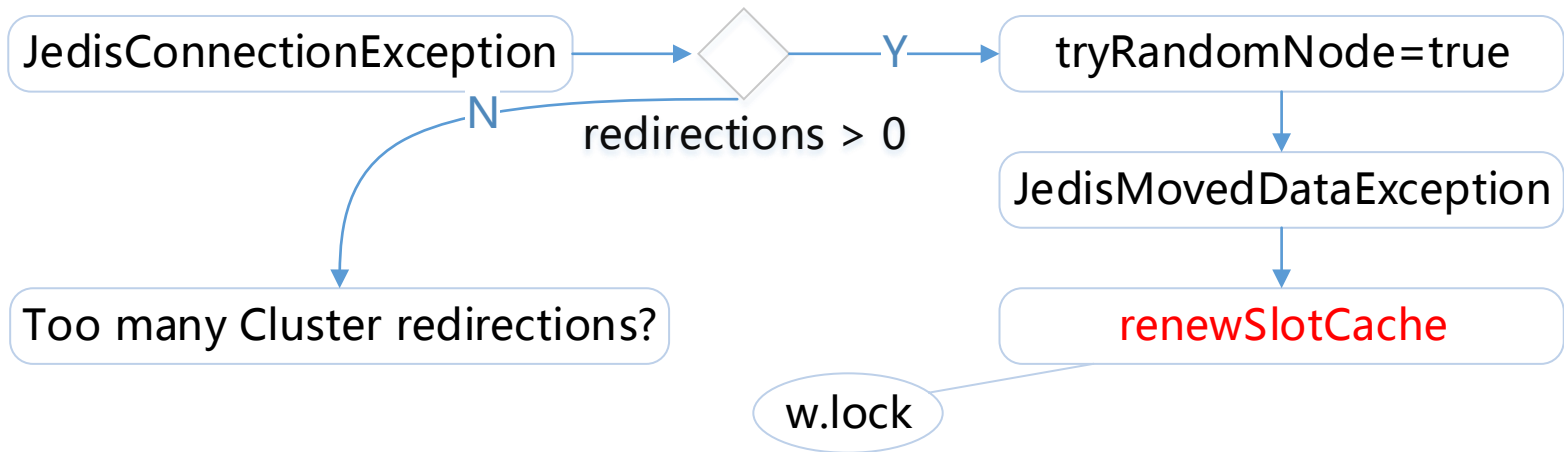 JedisConnectionException
Y
tryRandomNode=true
N
redirections > 0
JedisMovedDataException
Too many Cluster redirections?
renewSlotCache
w.lock